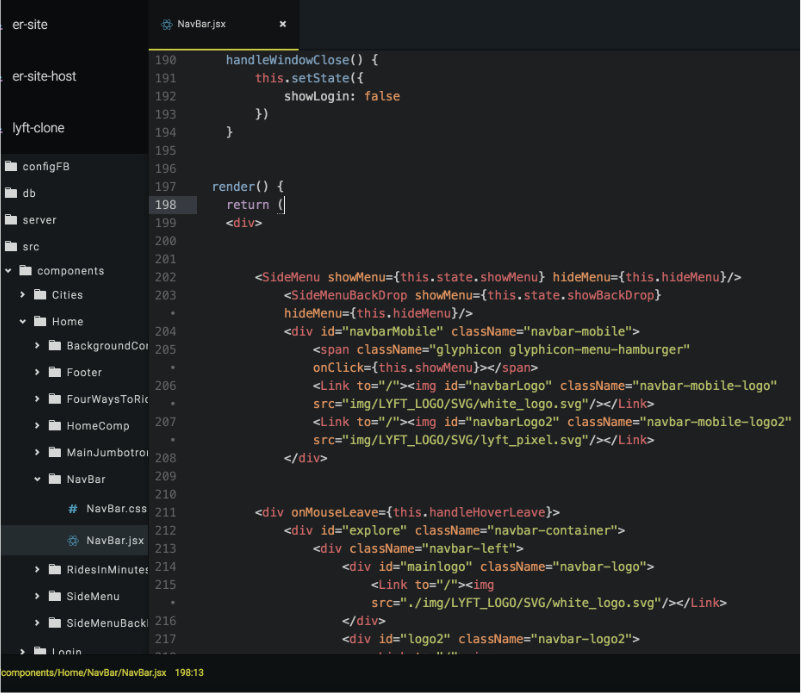 er-site
er-site-host
lyft-clone
configFB
db
server
src
components
Cities
Home
BackgroundCor
Footer
FourWaysToRid
HomeComp
MainJumbotror
NavBar
# NavBar.css
NavBar.jsx
RidesInMinutes
SideMenu
SideMenuBackl
Login
NavBar.jsx ×
190 handleWindowClose() {
191 this.setState({
192 showLogin: false
193 })
194 }
195
196
197 render() {
198 return (
199 <div>
200
201
202 <SideMenu showMenu={this.state.showMenu} hideMenu={this.hideMenu}/>
203 <SideMenuBackDrop showMenu={this.state.showBackDrop}
• hideMenu={this.hideMenu}/>
204 <div id="navbarMobile" className="navbar-mobile">
205 <span className="glyphicon glyphicon-menu-hamburger"
• onClick={this.showMenu}></span>
206 <Link to="/"><img id="navbarLogo" className="navbar-mobile-logo"
• src="img/LYFT_LOGO/SVG/white_logo.svg"/></Link>
207 <Link to="/"><img id="navbarLogo2" className="navbar-mobile-logo2"
• src="img/LYFT_LOGO/SVG/lyft_pixel.svg"/></Link>
208 </div>
209
210
211 <div onMouseLeave={this.handleHoverLeave}>
212 <div id="explore" className="navbar-container">
213 <div className="navbar-left">
214 <div id="mainlogo" className="navbar-logo">
215 <Link to="/"><img
• src="./img/LYFT_LOGO/SVG/white_logo.svg"/></Link>
216 </div>
217 <div id="logo2" className="navbar-logo2">
/components/Home/NavBar/NavBar.jsx 198:13